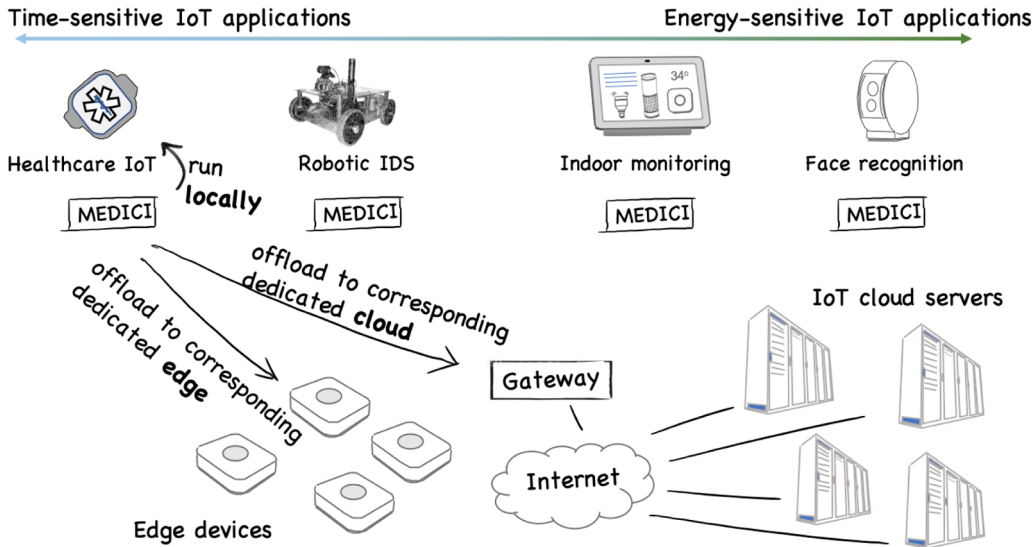 Time-sensitive IoT applications
Energy-sensitive IoT applications
34°
Healthcare IoT
run
locally
Robotic IDS
Indoor monitoring
Face recognition
MEDICI
MEDICI
MEDICI
MEDICI
offload to corresponding
dedicated cloud
offload to corresponding
dedicated edge
IoT cloud servers
Gateway
Internet
Edge devices